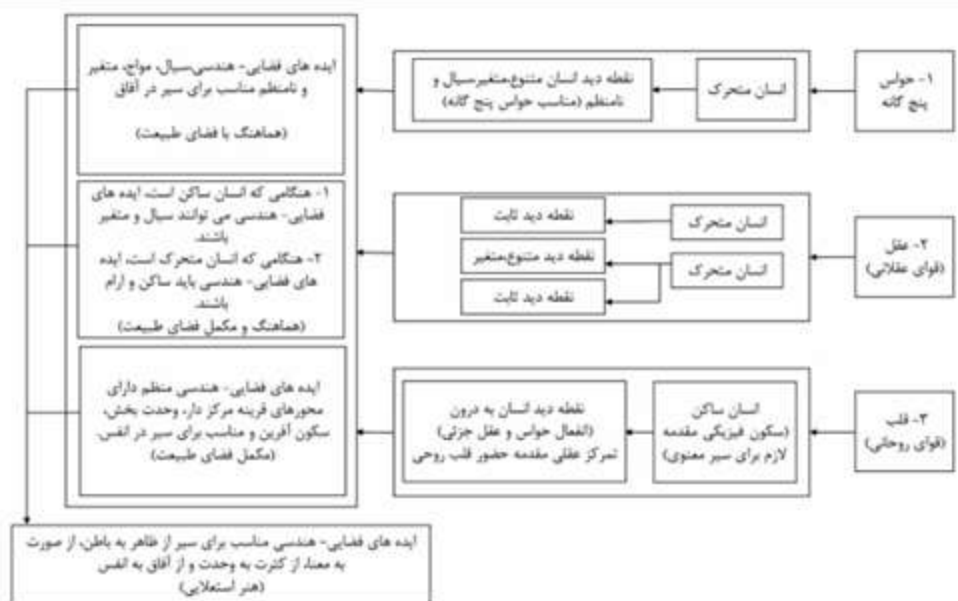 ۱- حواس
پنج گانه
انسان متحرک
نقطه دید انسان متنوع،متغیر،سیال و
نامنظم (مناسب حواس پنج گانه)
ایده های فضایی- هندسی،سیال، مواج، متغیر
و نامنظم مناسب برای سیر در آفاق
(هماهنگ با فضای طبیعت)
۲- عقل
(قوای عقلانی)
انسان متحرک
نقطه دید ثابت
انسان متحرک
نقطه دید متنوع،متغیر
نقطه دید ثابت
۱- هنگامی که انسان ساکن است، ایده های
فضایی- هندسی می توانند سیال و متغیر
باشند.
۲- هنگامی که انسان متحرک است، ایده
های فضایی- هندسی باید ساکن و ارام
باشند.
(هماهنگ و مکمل فضای طبیعت)
۳- قلب
(قوای روحانی)
انسان ساکن
(سکون فیزیکی مقدمه
لازم برای سیر معنوی)
نقطه دید انسان به درون
(انفعال حواس و عقل جزئی)
تمرکز عقلی مقدمه حضور قلب روحی
ایده های فضایی- هندسی منظم دارای
محورهای قرینه مرکز دار، وحدت بخش،
سکون آفرین و مناسب برای سیر در انفس.
(مکمل فضای طبیعت)
ایده های فضایی- هندسی مناسب برای سیر از ظاهر به باطن، از صورت
به معنا، از کثرت به وحدت و از آفاق به انفس
(هنر استعلایی)